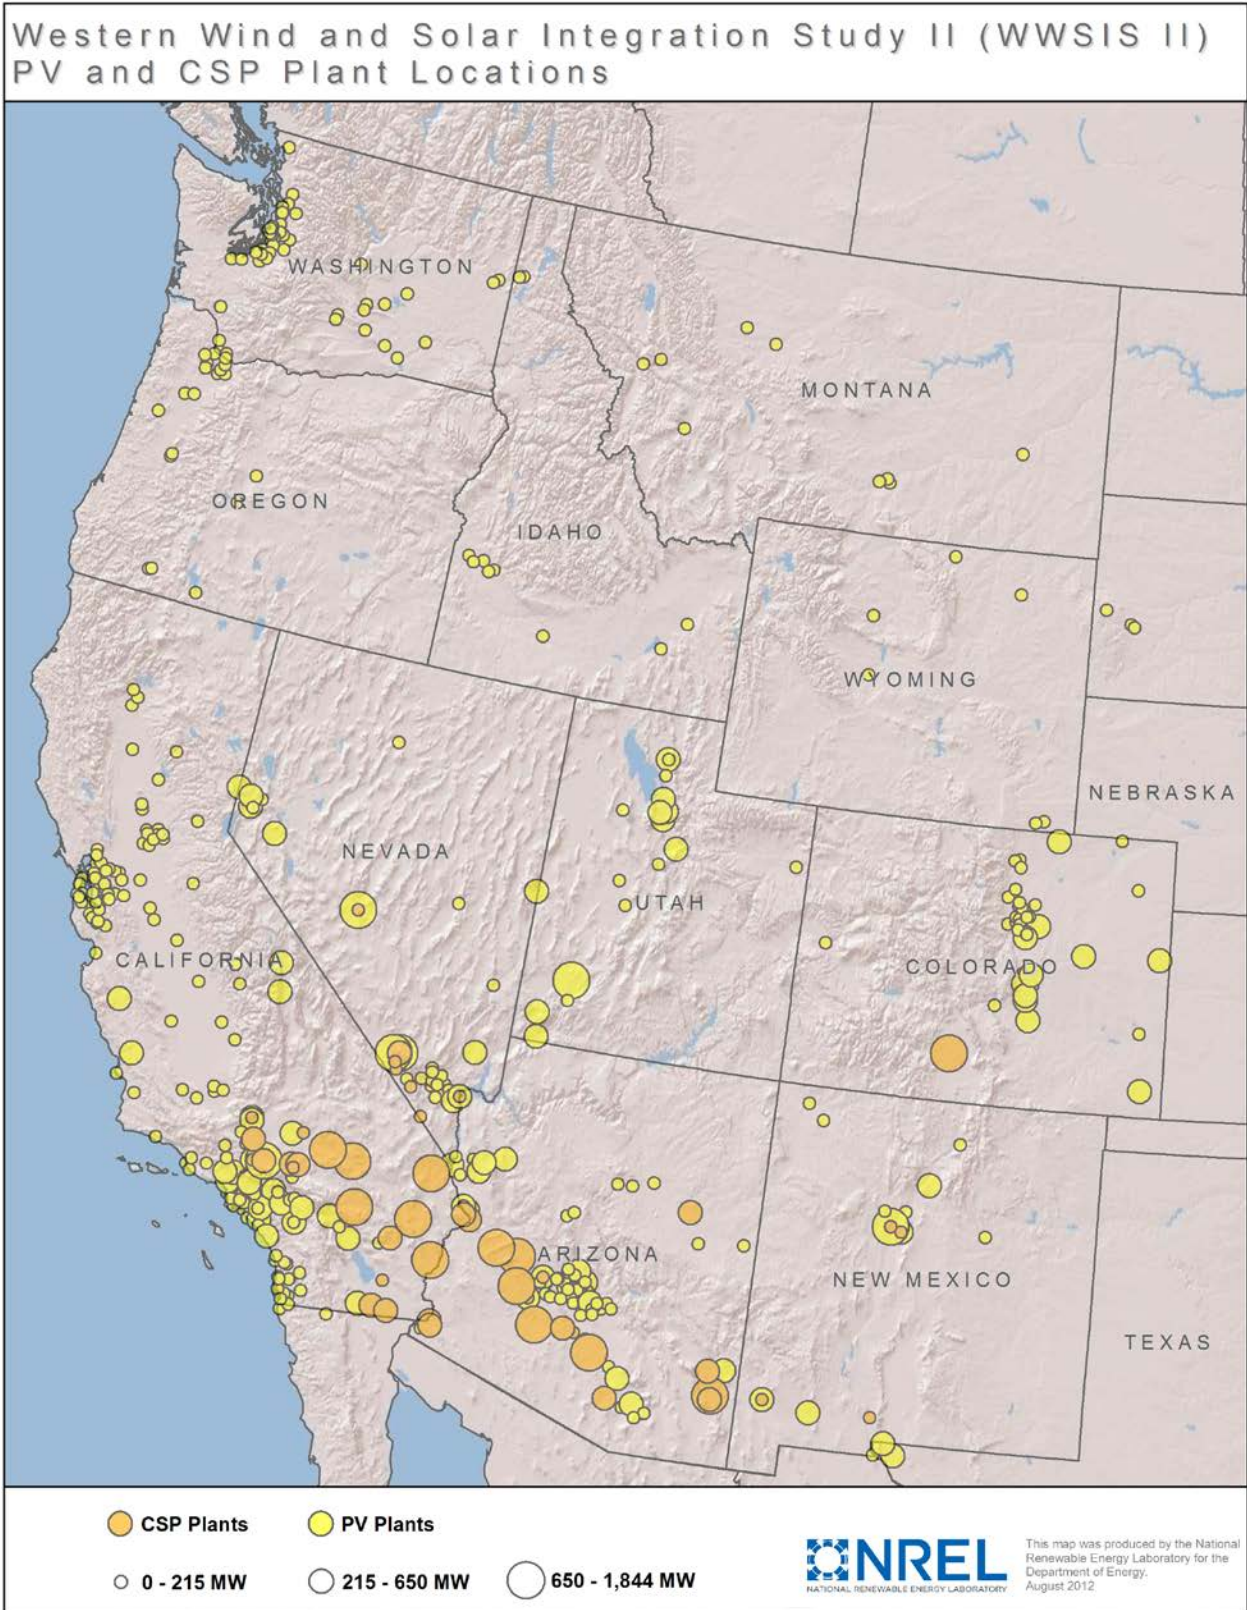 Western Wind and Solar Integration Study II (WWSIS II)
PV and CSP Plant Locations
WASHINGTON
MONTANA
OREGON
IDAHO
WYOMING
NEBRASKA
NEVADA
UTAH
CALIFORNIA
COLORADO
ARIZONA
NEW MEXICO
TEXAS
CSP Plants
PV Plants
0 - 215 MW
215 - 650 MW
650 - 1,844 MW
NREL
NATIONAL RENEWABLE ENERGY LABORATORY
This map was produced by the National
Renewable Energy Laboratory for the
Department of Energy.
August 2012